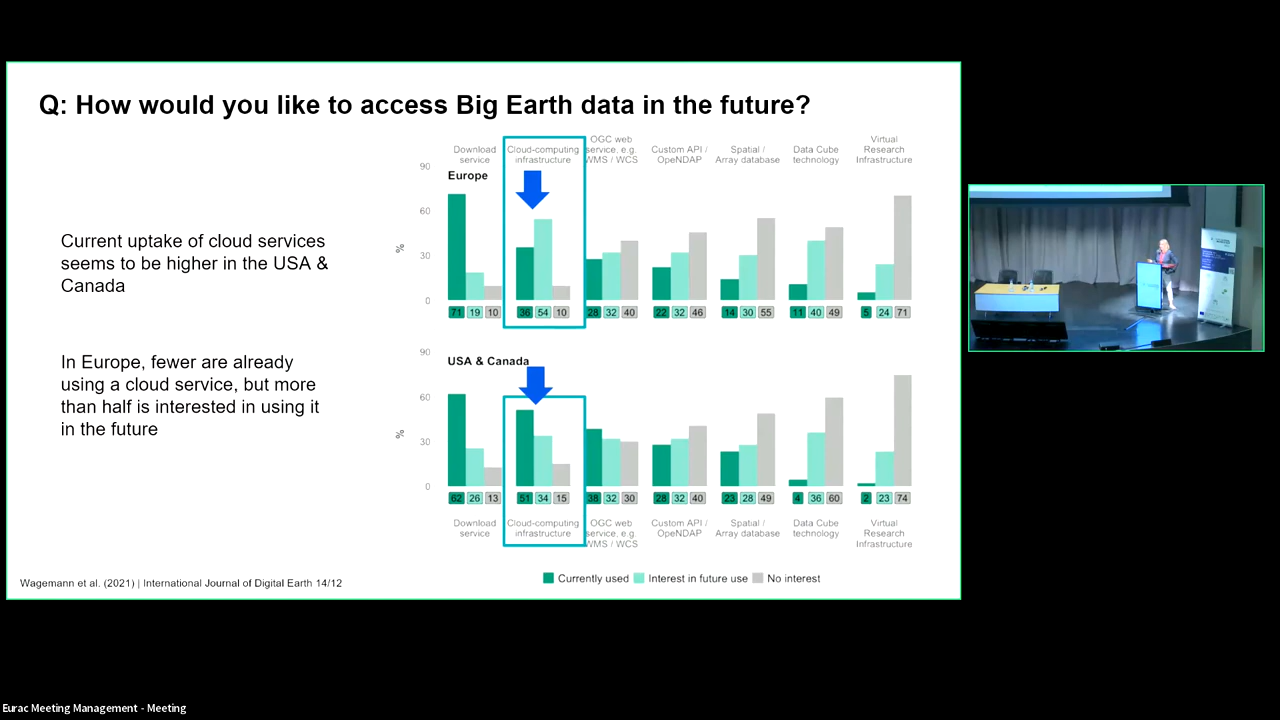 Q: How would you like to access Big Earth data in the future?
Current uptake of cloud services
seems to be higher in the USA &
Canada
In Europe, fewer are already
using a cloud service, but more
than half is interested in using it
in the future
Download
service
Cloud-computing
infrastructure
OGC web
service, e.g.
WMS / WCS
Custom API /
OpenDAP
Spatial /
Array database
Data Cube
technology
Virtual
Research
Infrastructure
Europe
90
60
30
0
%
71 19 10 36 54 10 28 32 40 22 32 46 14 30 55 11 40 49 5 24 71
USA & Canada
90
60
30
0
%
62 26 13 51 34 15 38 32 30 28 32 40 23 28 49 4 36 60 2 23 74
Download
service
Cloud-computing
infrastructure
OGC web
service, e.g.
WMS / WCS
Custom API /
OpenDAP
Spatial /
Array database
Data Cube
technology
Virtual
Research
Infrastructure
Currently used Interest in future use No interest
Wagemann et al. (2021) | International Journal of Digital Earth 14/12
Eurac Meeting Management - Meeting